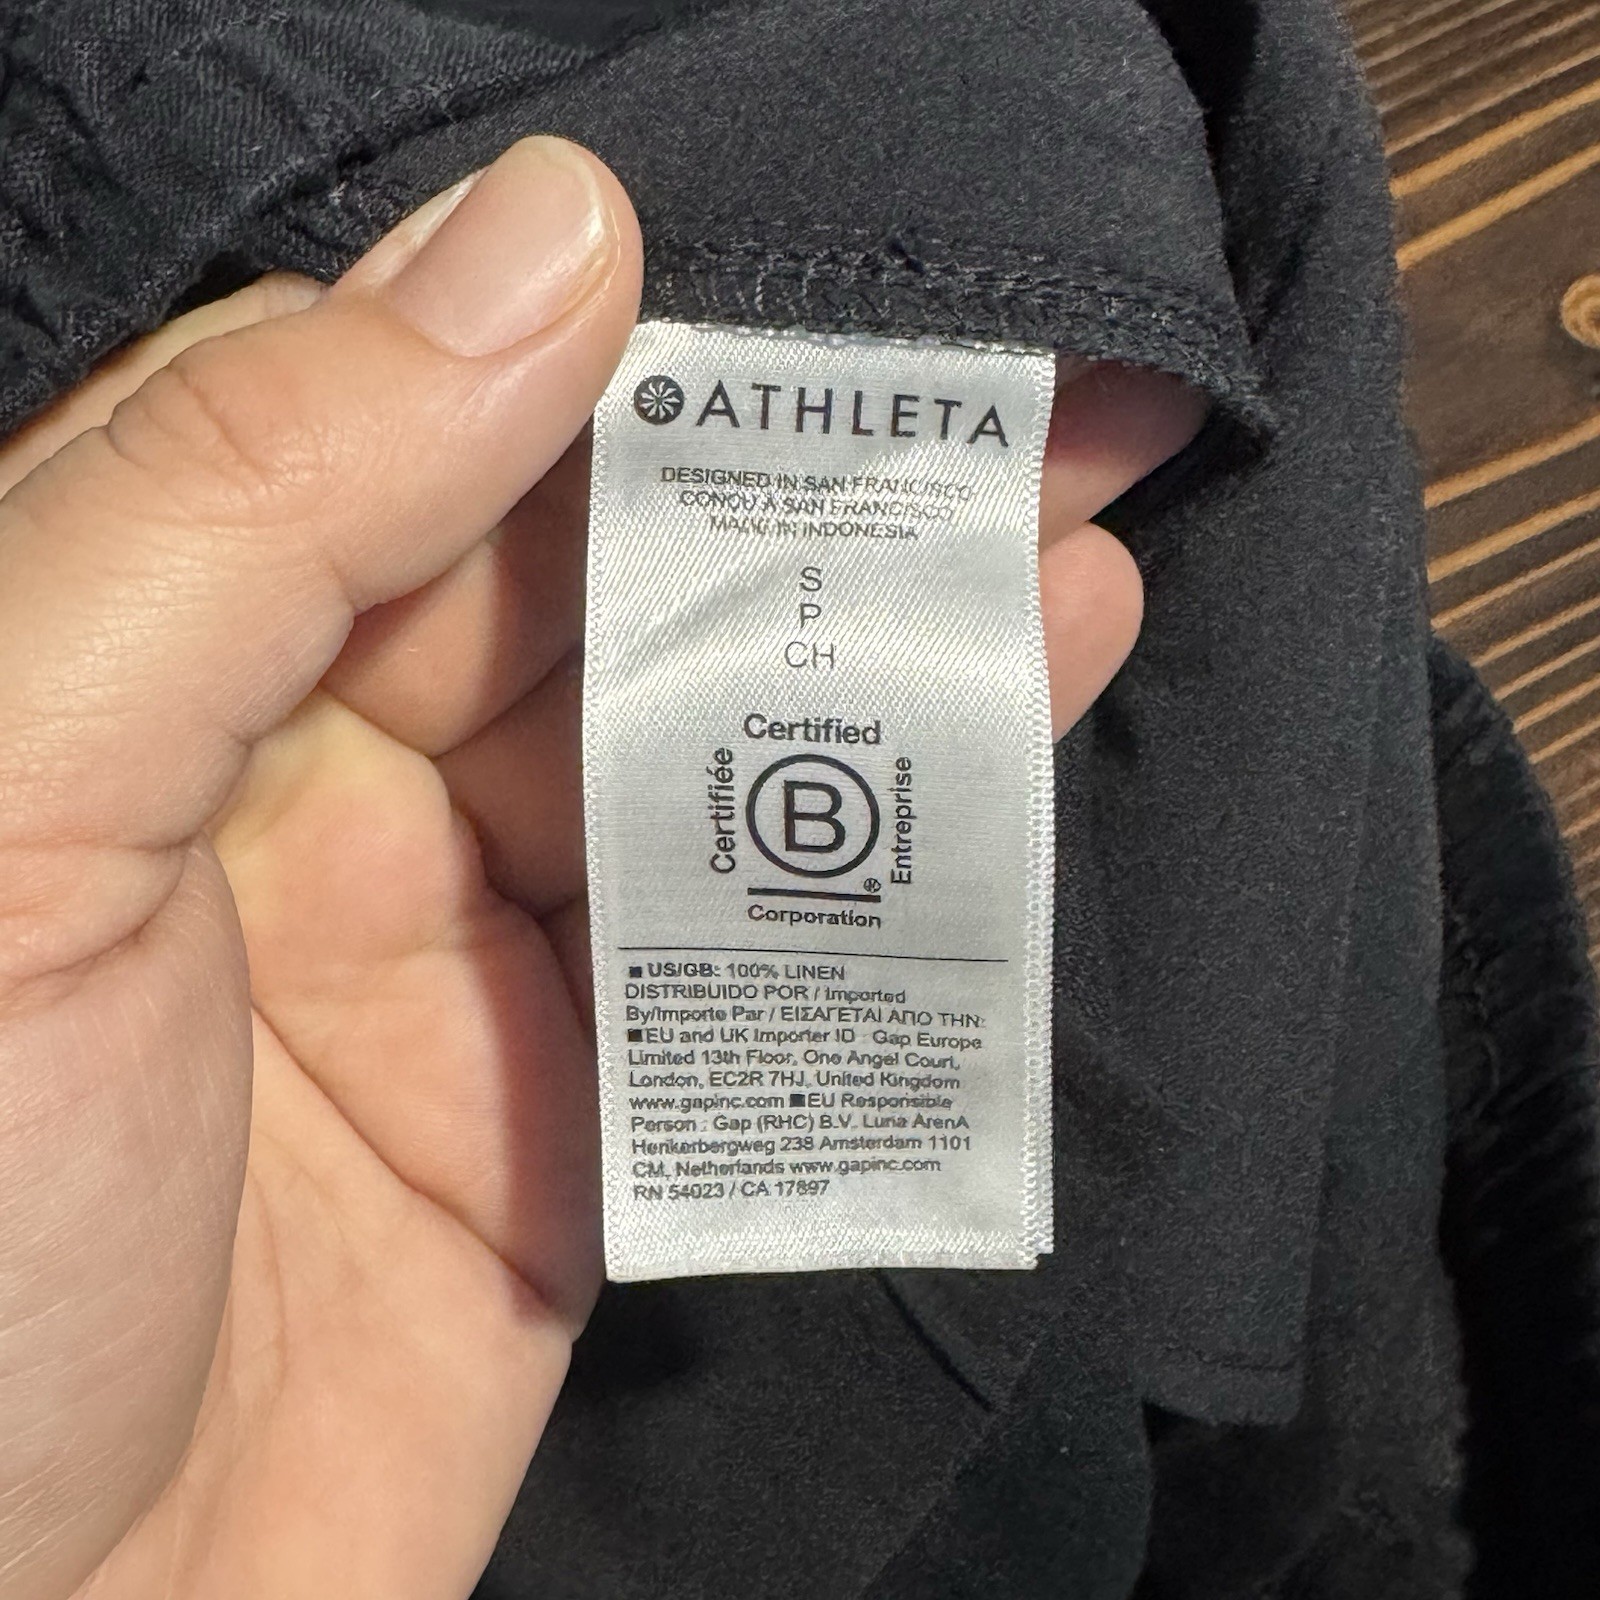 ATHLETA
DESIGNED IN SAN FRANCISCO
CONÇU À SAN FRANCISCO
MADE IN INDONESIA
S
P
CH
Certified
Certifiée
B
Entreprise
®
Corporation
■ US/GB: 100% LINEN
DISTRIBUIDO POR / Imported
By/Importe Par / ΕΙΣΑΓΕΤΑΙ ΑΠΟ ΤΗΝ:
■EU and UK Importer ID Gap Europe
Limited 13th Floor, One Angel Court,
London, EC2R 7HJ, United Kingdom
www.gapinc.com ■EU Responsible
Person : Gap (RHC) B.V. Luna ArenA
Herikerbergweg 238 Amsterdam 1101
CM, Netherlands www.gapinc.com
RN 54023 / CA 17897